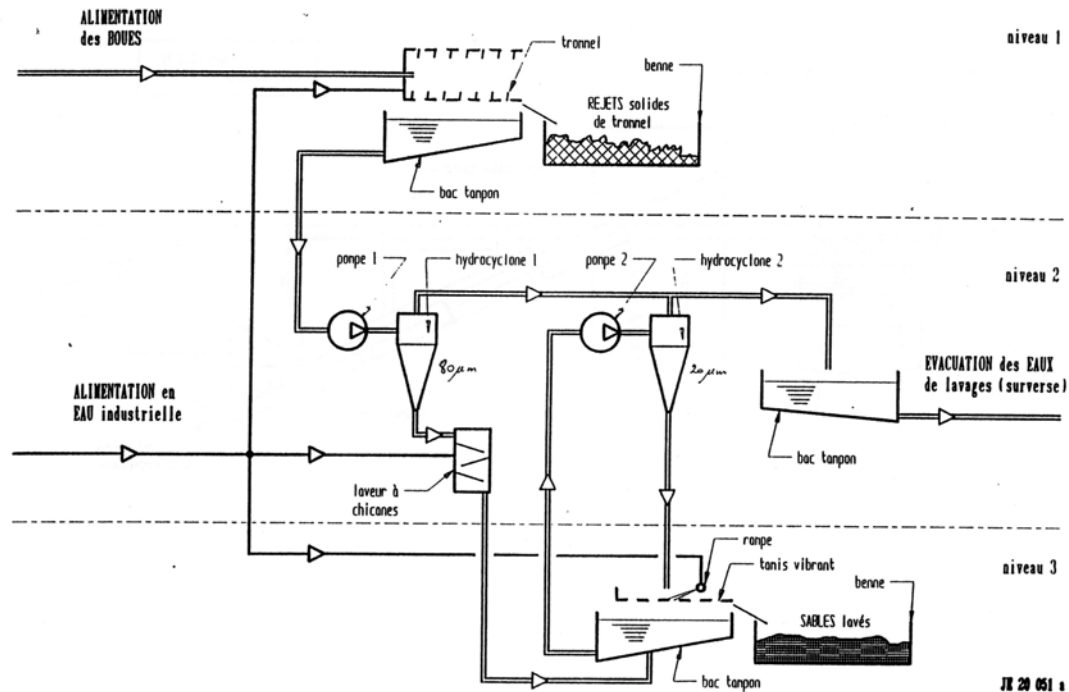 ALIMENTATION
des BOUES
tronnel
niveau 1
benne
REJETS solides
de tronnel
bac tanpon
niveau 2
ponpe 1
hydrocyclone 1
ponpe 2
hydrocyclone 2
80 µm
20 µm
ALIMENTATION en
EAU industrielle
EVACUATION des EAUX
de lavages (surverse)
bac tanpon
laveur à
chicanes
niveau 3
ranpe
tanis vibrant
benne
SABLES lavés
bac tanpon
JE 20 051 a